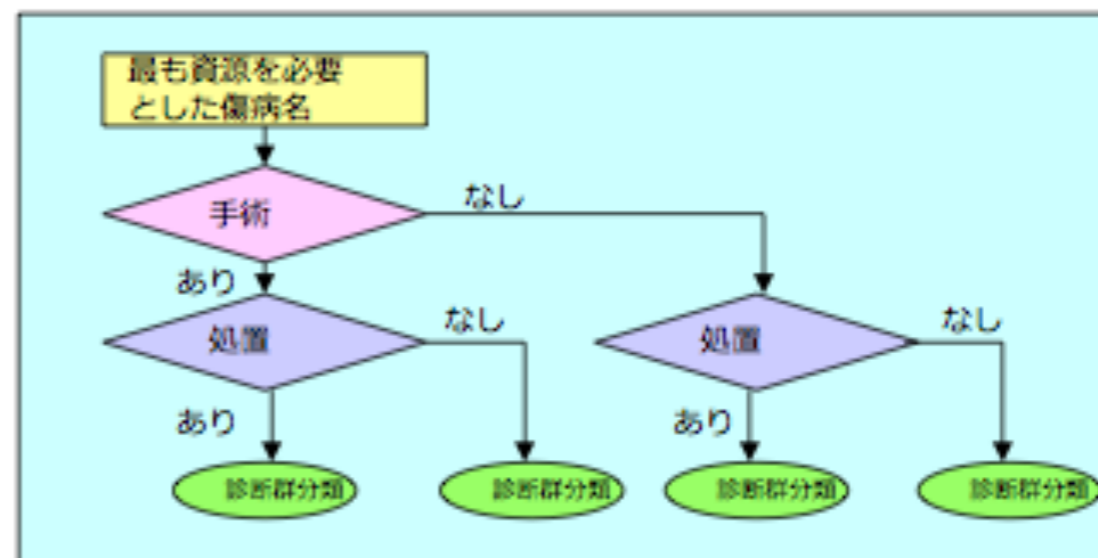 最も資源を必要
とした傷病名
手術
なし
あり
処置
なし
処置
なし
あり
あり
診断群分類
診断群分類
診断群分類
診断群分類